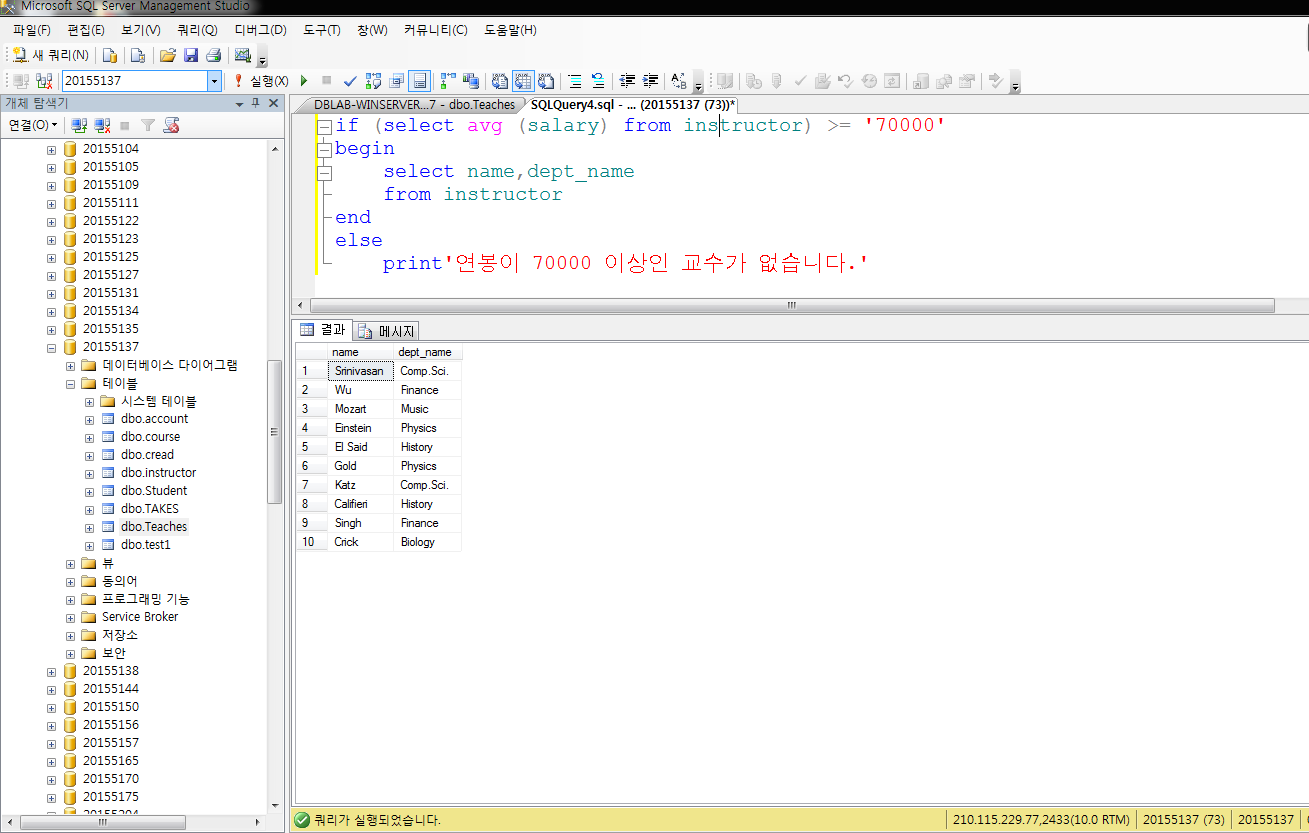 Microsoft SQL Server Management Studio
파일(F) 편집(E) 보기(V) 쿼리(Q) 디버그(D) 도구(T) 창(W) 커뮤니티(C) 도움말(H)
새 쿼리(N)
20155137 실행(X)
개체 탐색기
연결(O)
20155104
20155105
20155109
20155111
20155122
20155123
20155125
20155127
20155131
20155134
20155135
20155137
데이터베이스 다이어그램
테이블
시스템 테이블
dbo.account
dbo.course
dbo.cread
dbo.instructor
dbo.Student
dbo.TAKES
dbo.Teaches
dbo.test1
뷰
동의어
프로그래밍 기능
Service Broker
저장소
보안
20155138
20155144
20155150
20155156
20155157
20155165
20155170
20155175
DBLAB-WINSERVER...7 - dbo.Teaches SQLQuery4.sql - ... (20155137 (73))*
if (select avg (salary) from instructor) >= '70000'
begin
select name,dept_name
from instructor
end
else
print'연봉이 70000 이상인 교수가 없습니다.'
결과 메시지
name dept_name
1 Srinivasan Comp.Sci.
2 Wu Finance
3 Mozart Music
4 Einstein Physics
5 El Said History
6 Gold Physics
7 Katz Comp.Sci.
8 Califieri History
9 Singh Finance
10 Crick Biology
쿼리가 실행되었습니다. 210.115.229.77,2433(10.0 RTM) 20155137 (73) 20155137